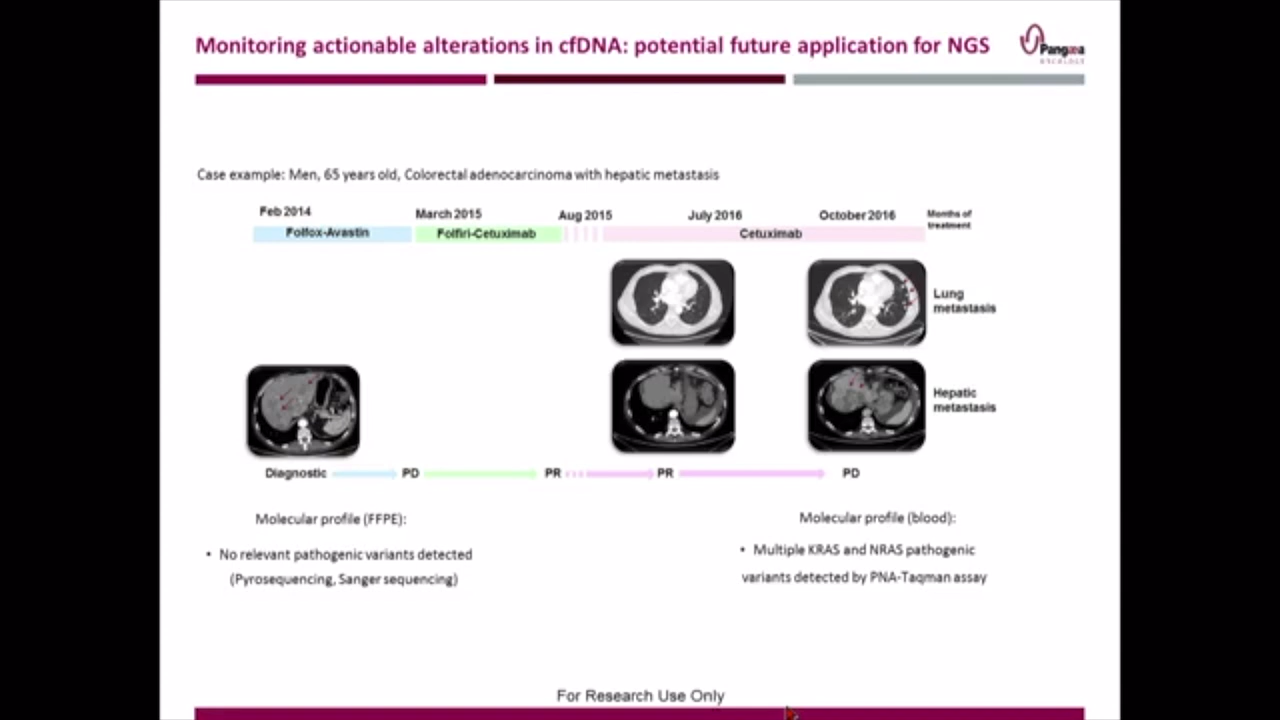 Monitoring actionable alterations in cfDNA: potential future application for NGS
Pangæa
ONCOLOGY
Case example: Men, 65 years old, Colorectal adenocarcinoma with hepatic metastasis
Feb 2014
March 2015
Aug 2015
July 2016
October 2016
Months of
treatment
Folfox-Avastin
Folfiri-Cetuximab
Cetuximab
Lung
metastasis
Hepatic
metastasis
Diagnostic
PD
PR
PR
PD
Molecular profile (FFPE):
• No relevant pathogenic variants detected
(Pyrosequencing, Sanger sequencing)
Molecular profile (blood):
• Multiple KRAS and NRAS pathogenic
variants detected by PNA-Taqman assay
For Research Use Only